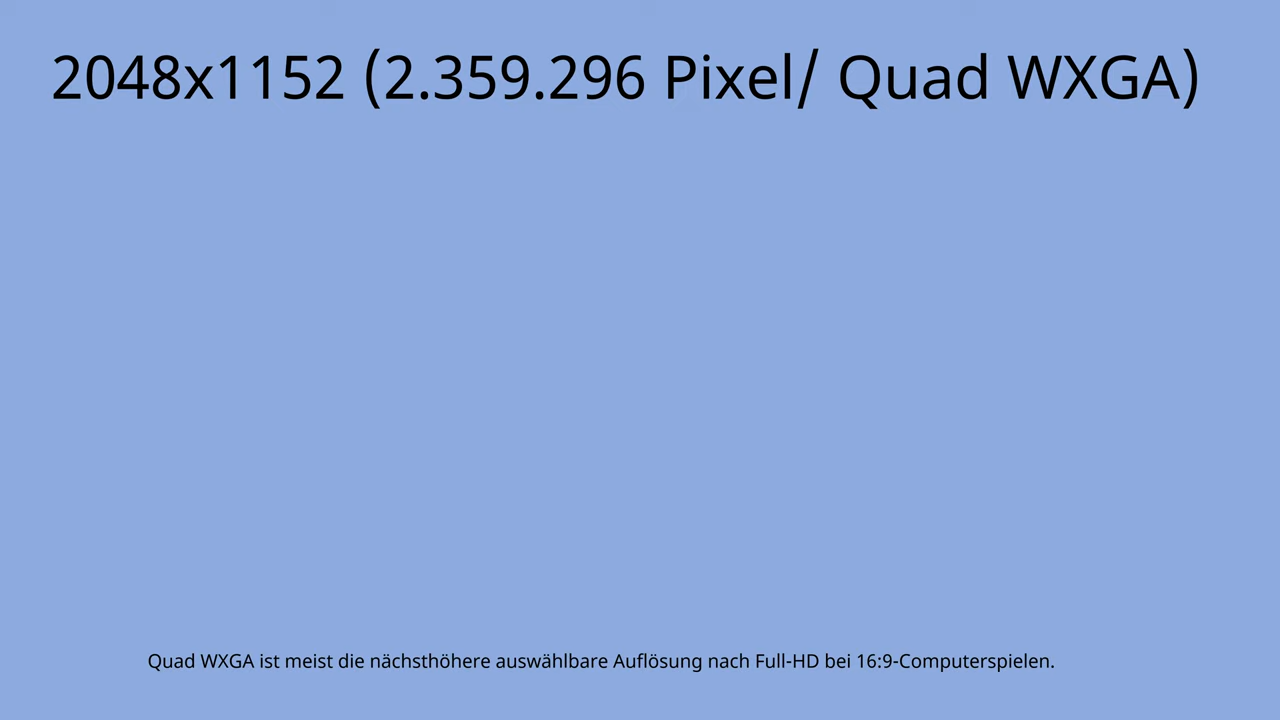 2048x1152 (2.359.296 Pixel/ Quad WXGA)
Quad WXGA ist meist die nächsthöhere auswählbare Auflösung nach Full-HD bei 16:9-Computerspielen.